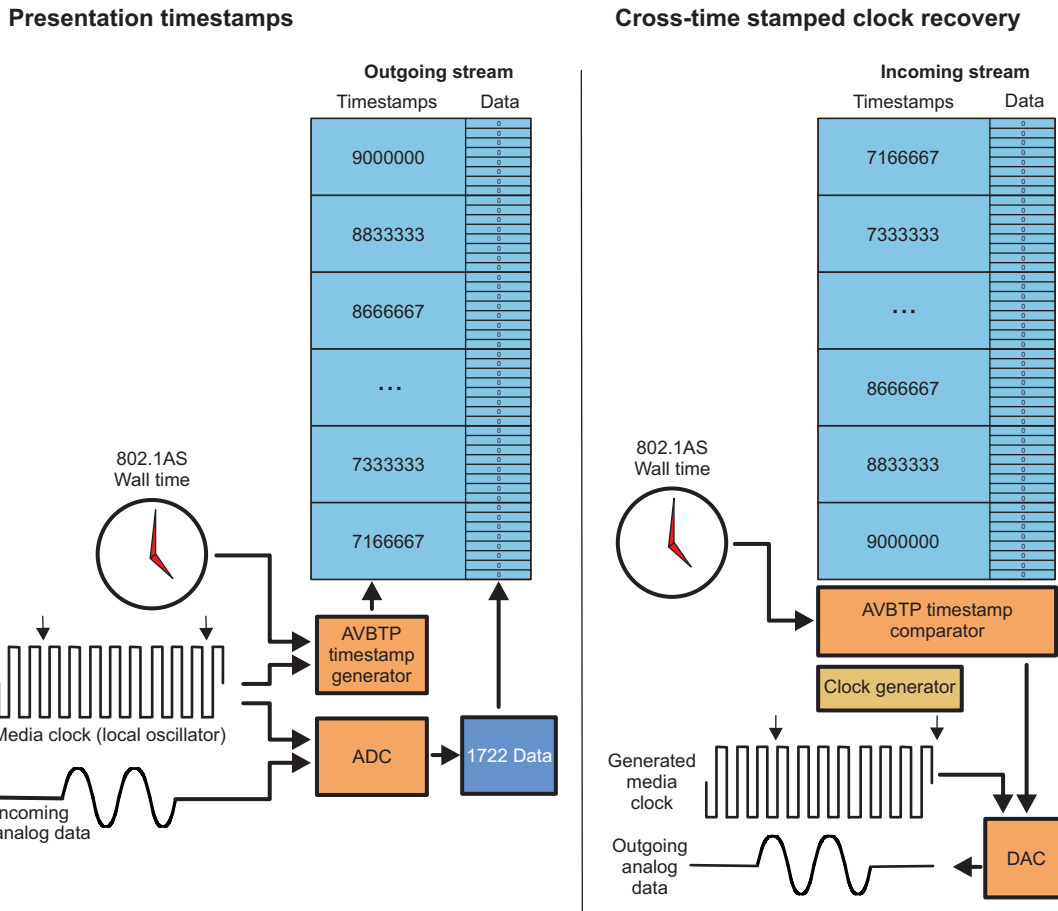 Presentation timestamps
Outgoing stream
Timestamps Data
9000000
8833333
8666667
...
7333333
7166667
802.1AS
Wall time
AVBTP
timestamp
generator
Media clock (local oscillator)
ADC
1722 Data
Incoming
analog data
Cross-time stamped clock recovery
Incoming stream
Timestamps Data
7166667
7333333
...
8666667
8833333
9000000
802.1AS
Wall time
AVBTP timestamp
comparator
Clock generator
Generated
media
clock
Outgoing
analog
data
DAC